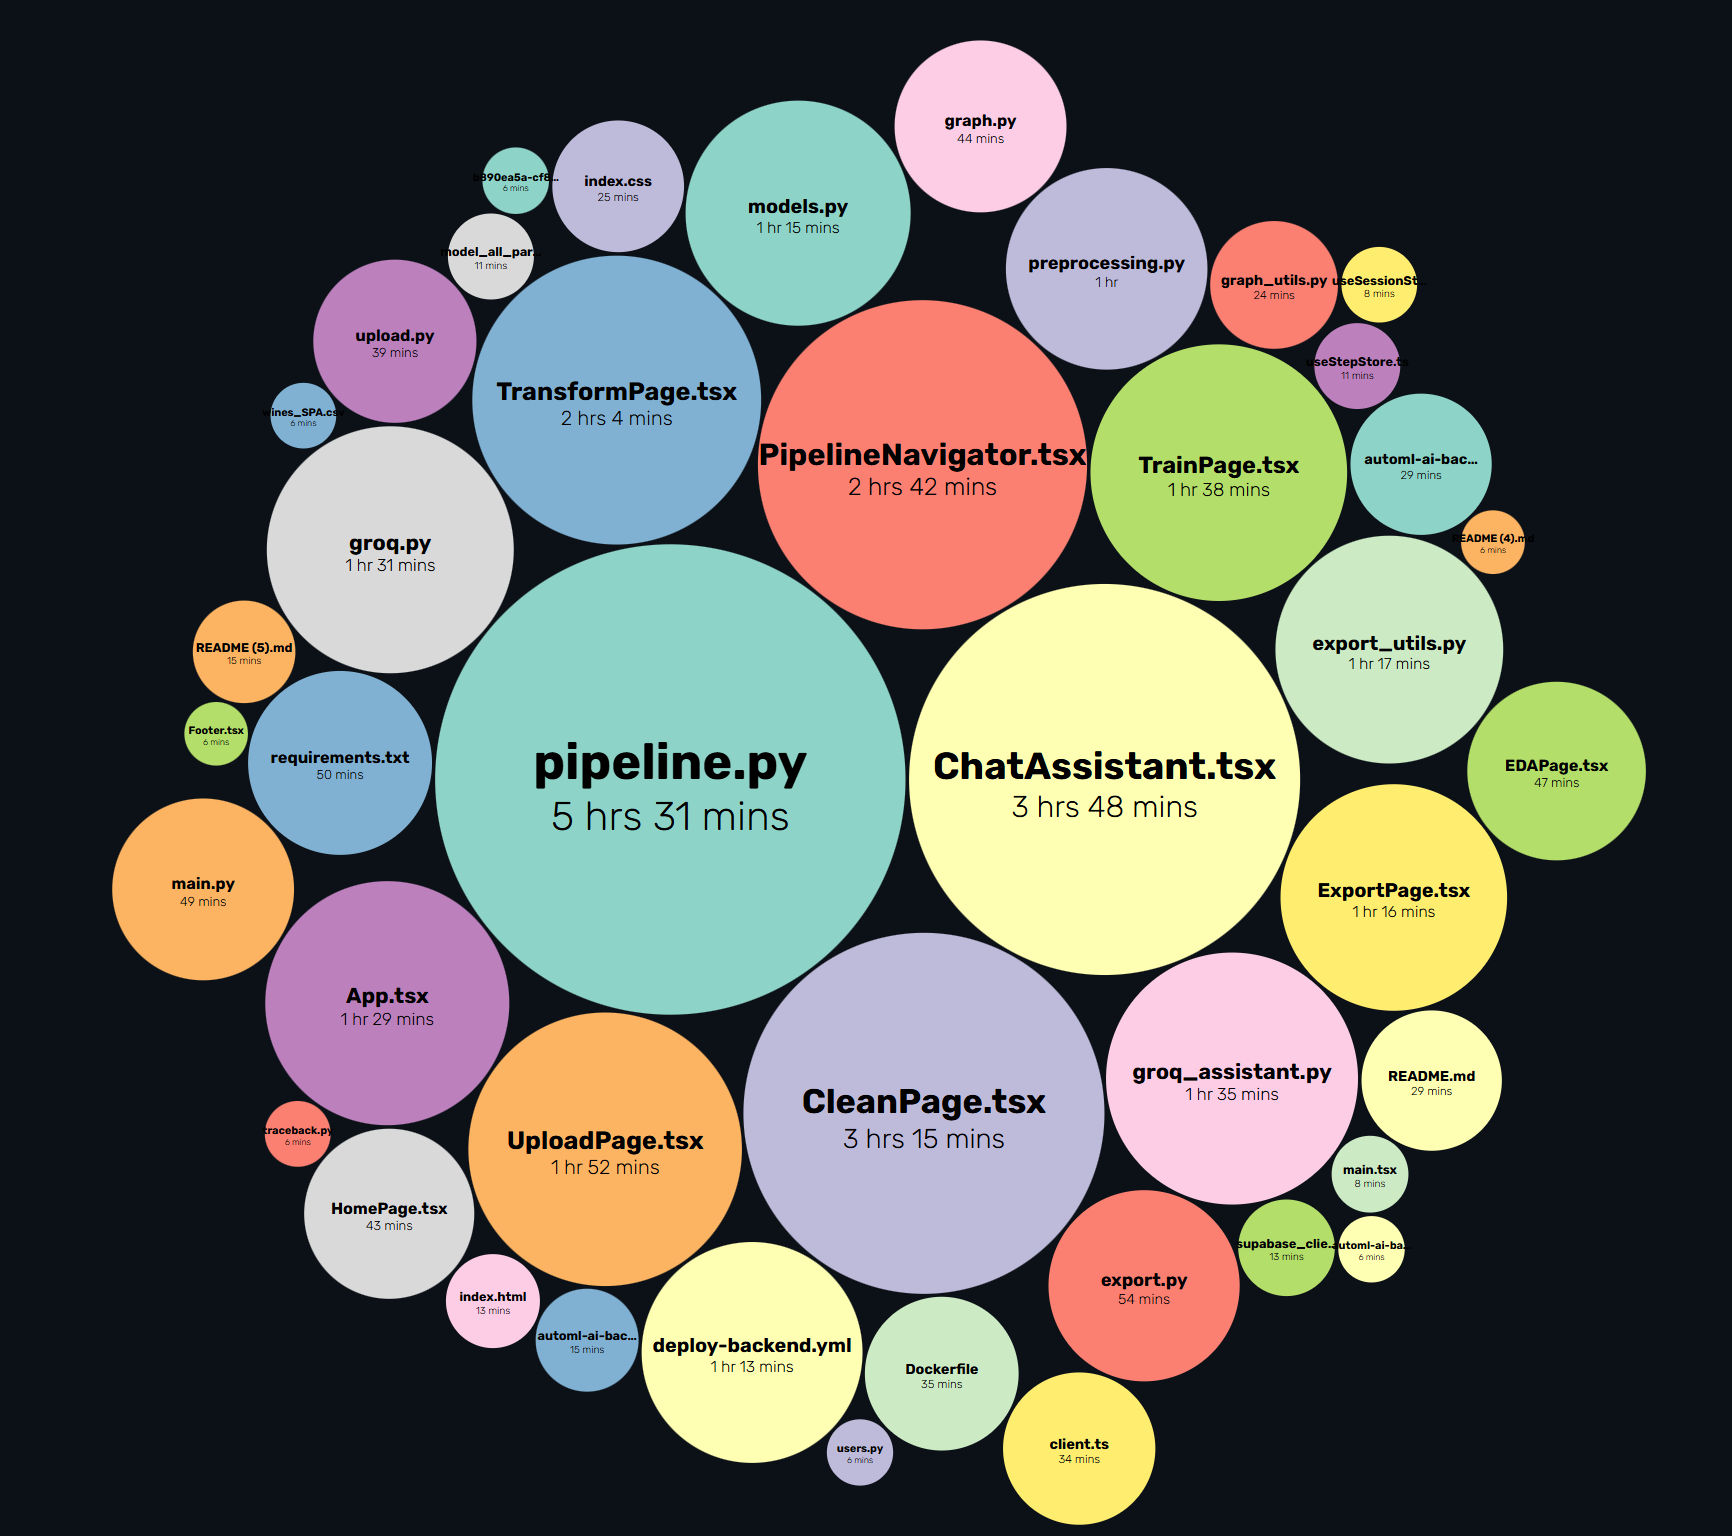 graph.py
44 mins
b890ea5a-cf8...
6 mins
index.css
25 mins
models.py
1 hr 15 mins
model_all_par...
11 mins
preprocessing.py
1 hr
graph_utils.py
24 mins
useSessionSt...
8 mins
upload.py
39 mins
useStepStore.ts
11 mins
TransformPage.tsx
2 hrs 4 mins
wines_SPA.csv
6 mins
PipelineNavigator.tsx
2 hrs 42 mins
TrainPage.tsx
1 hr 38 mins
automl-ai-bac...
29 mins
README (4).md
6 mins
groq.py
1 hr 31 mins
export_utils.py
1 hr 17 mins
README (5).md
15 mins
Footer.tsx
6 mins
requirements.txt
50 mins
pipeline.py
5 hrs 31 mins
ChatAssistant.tsx
3 hrs 48 mins
EDAPage.tsx
47 mins
main.py
49 mins
ExportPage.tsx
1 hr 16 mins
App.tsx
1 hr 29 mins
groq_assistant.py
1 hr 35 mins
README.md
29 mins
CleanPage.tsx
3 hrs 15 mins
traceback.py
6 mins
UploadPage.tsx
1 hr 52 mins
main.tsx
8 mins
HomePage.tsx
43 mins
supabase_clie...
13 mins
automl-ai-ba...
6 mins
export.py
54 mins
index.html
13 mins
automl-ai-bac...
15 mins
deploy-backend.yml
1 hr 13 mins
Dockerfile
35 mins
users.py
6 mins
client.ts
34 mins